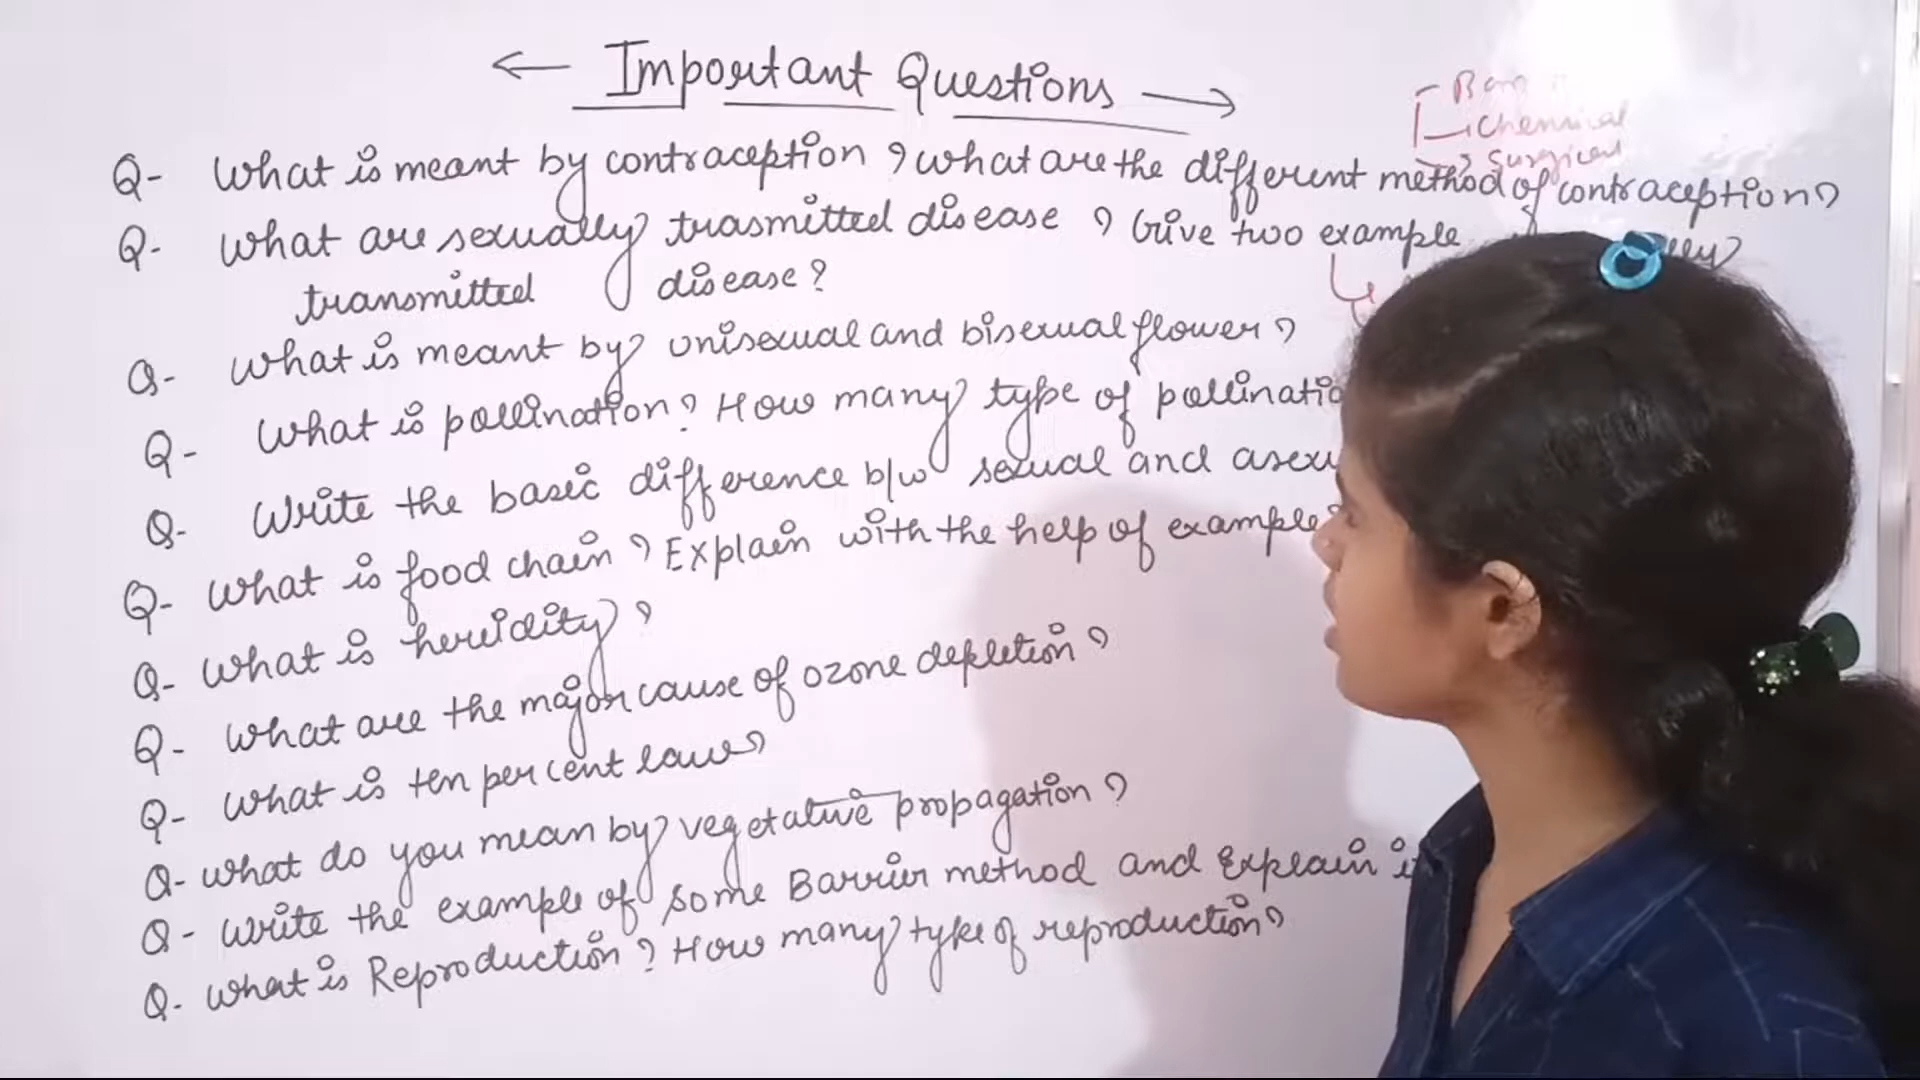 ← Important Questions →
Chemical
Surgical
Q- What is meant by contraception ? what are the different method of contraception?
Q- What are sexually trasmitted disease ? Give two example
transmitted disease?
Q- What is meant by unisexual and bisexual flower?
Q- What is pollination? How many type of pollinatio
Q- Write the basic difference b/w sexual and asexu
Q- What is food chain ? Explain with the help of example?
Q- What is heridity ?
Q- What are the major cause of ozone depletion ?
Q- What is ten percent law?
Q- What do you mean by vegetative propagation ?
Q- Write the example of some Barrier method and Explain it
Q- What is Reproduction ? How many type of reproduction?